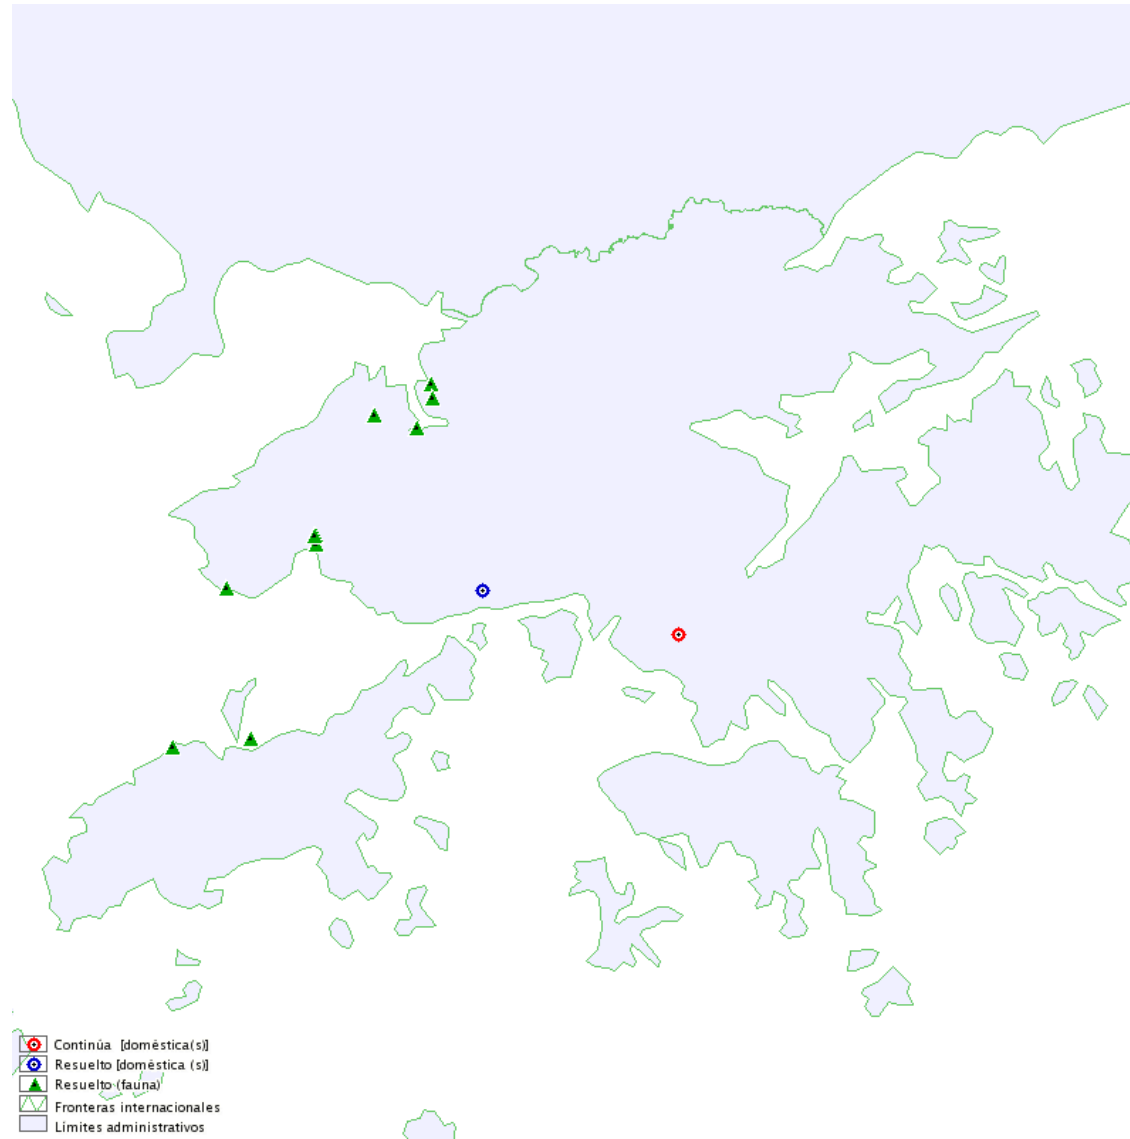 Continúa [doméstica(s)]
Resuelto [doméstica (s)]
Resuelto (fauna)
Fronteras internacionales
Límites administrativos